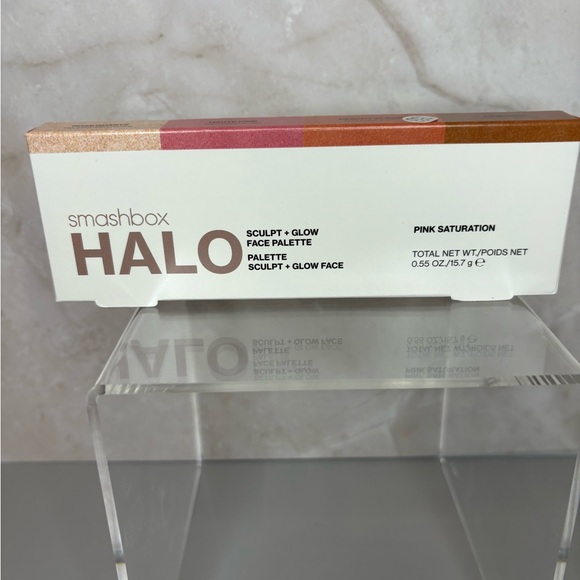 smashbox
HALO
SCULPT + GLOW
FACE PALETTE
PALETTE
SCULPT + GLOW FACE
PINK SATURATION
TOTAL NET WT./POIDS NET
0.55 OZ./15.7 g ℮